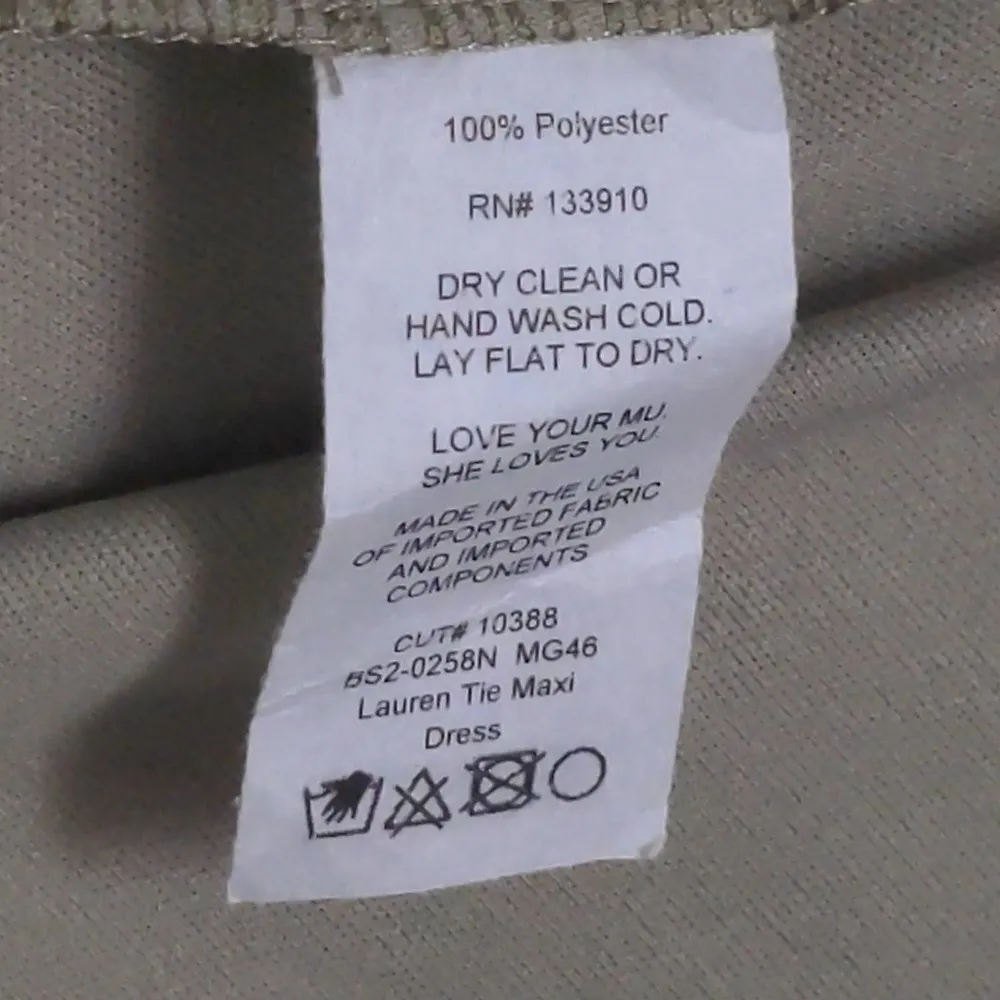 100% Polyester
RN# 133910
DRY CLEAN OR
HAND WASH COLD.
LAY FLAT TO DRY.
LOVE YOUR MU.
SHE LOVES YOU.
MADE IN THE USA
OF IMPORTED FABRIC
AND IMPORTED
COMPONENTS
CUT# 10388
BS2-0258N MG46
Lauren Tie Maxi
Dress